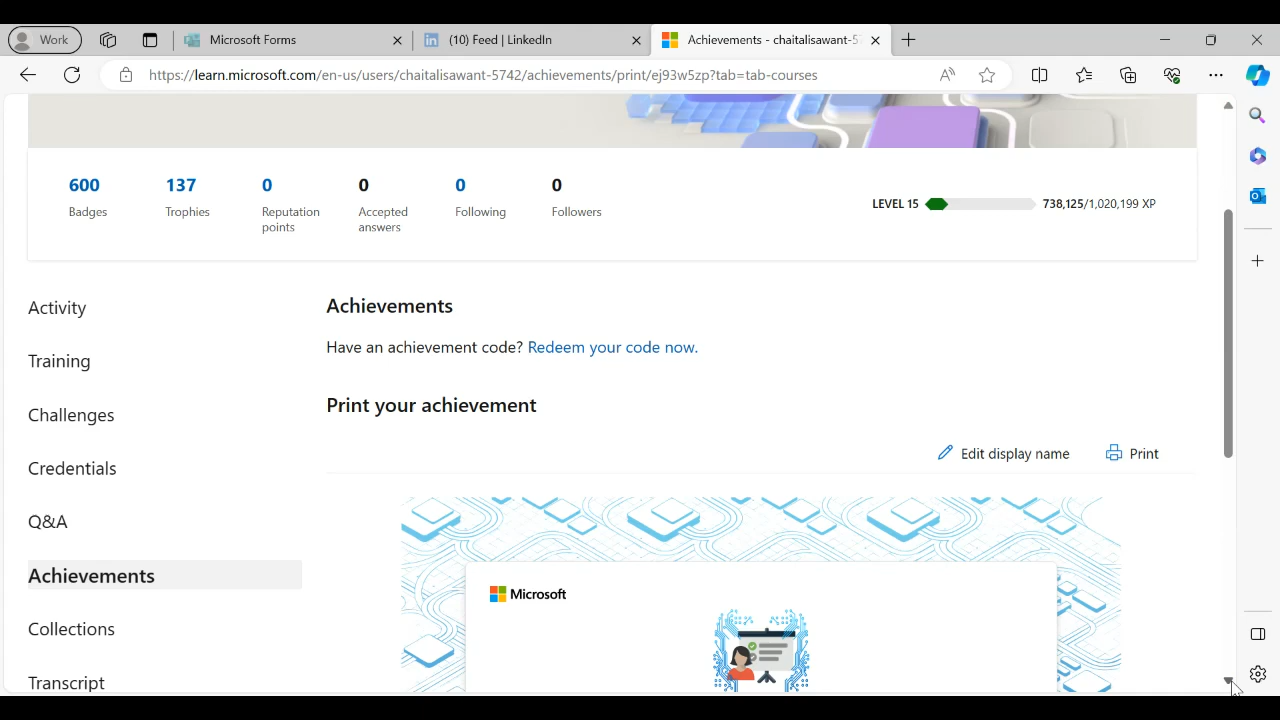 Work
Microsoft Forms
(10) Feed | LinkedIn
Achievements - chaitalisawant-57
https://learn.microsoft.com/en-us/users/chaitalisawant-5742/achievements/print/ej93w5zp?tab=tab-courses
600
137
0
0
0
0
Badges
Trophies
Reputation points
Accepted answers
Following
Followers
LEVEL 15
738,125/1,020,199 XP
Activity
Training
Challenges
Credentials
Q&A
Achievements
Collections
Transcript
Achievements
Have an achievement code? Redeem your code now.
Print your achievement
Edit display name
Print
Microsoft